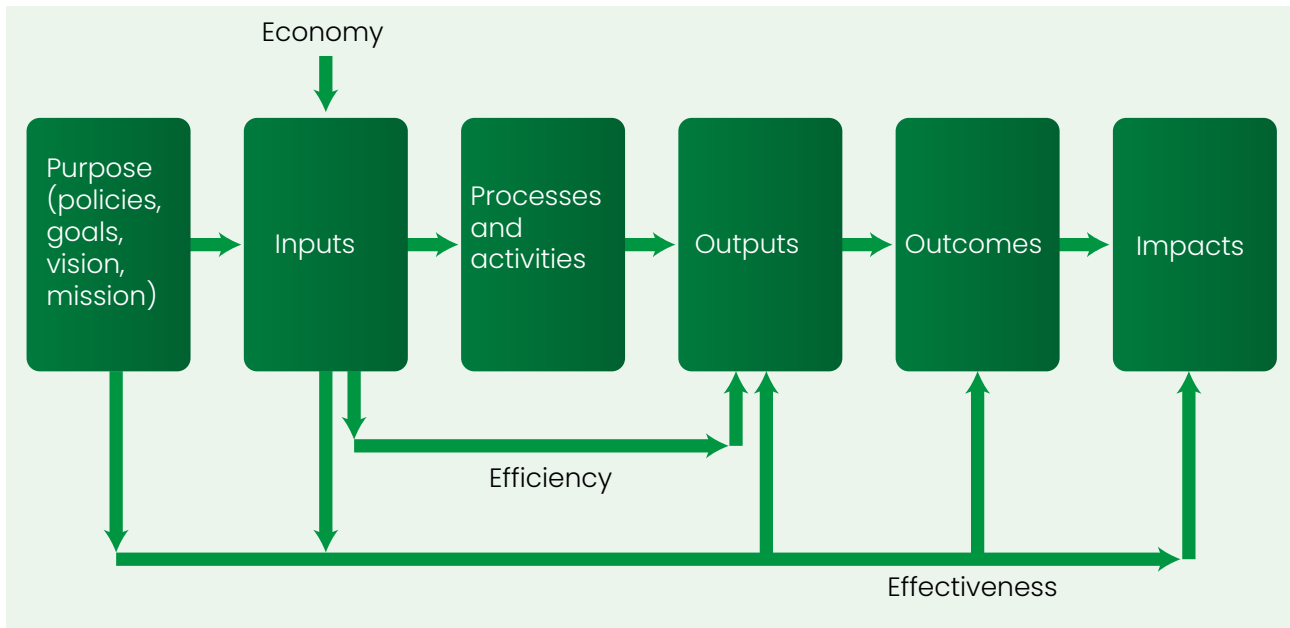 Economy
Purpose
(policies,
goals,
vision,
mission)
Inputs
Processes
and
activities
Outputs
Outcomes
Impacts
Efficiency
Effectiveness